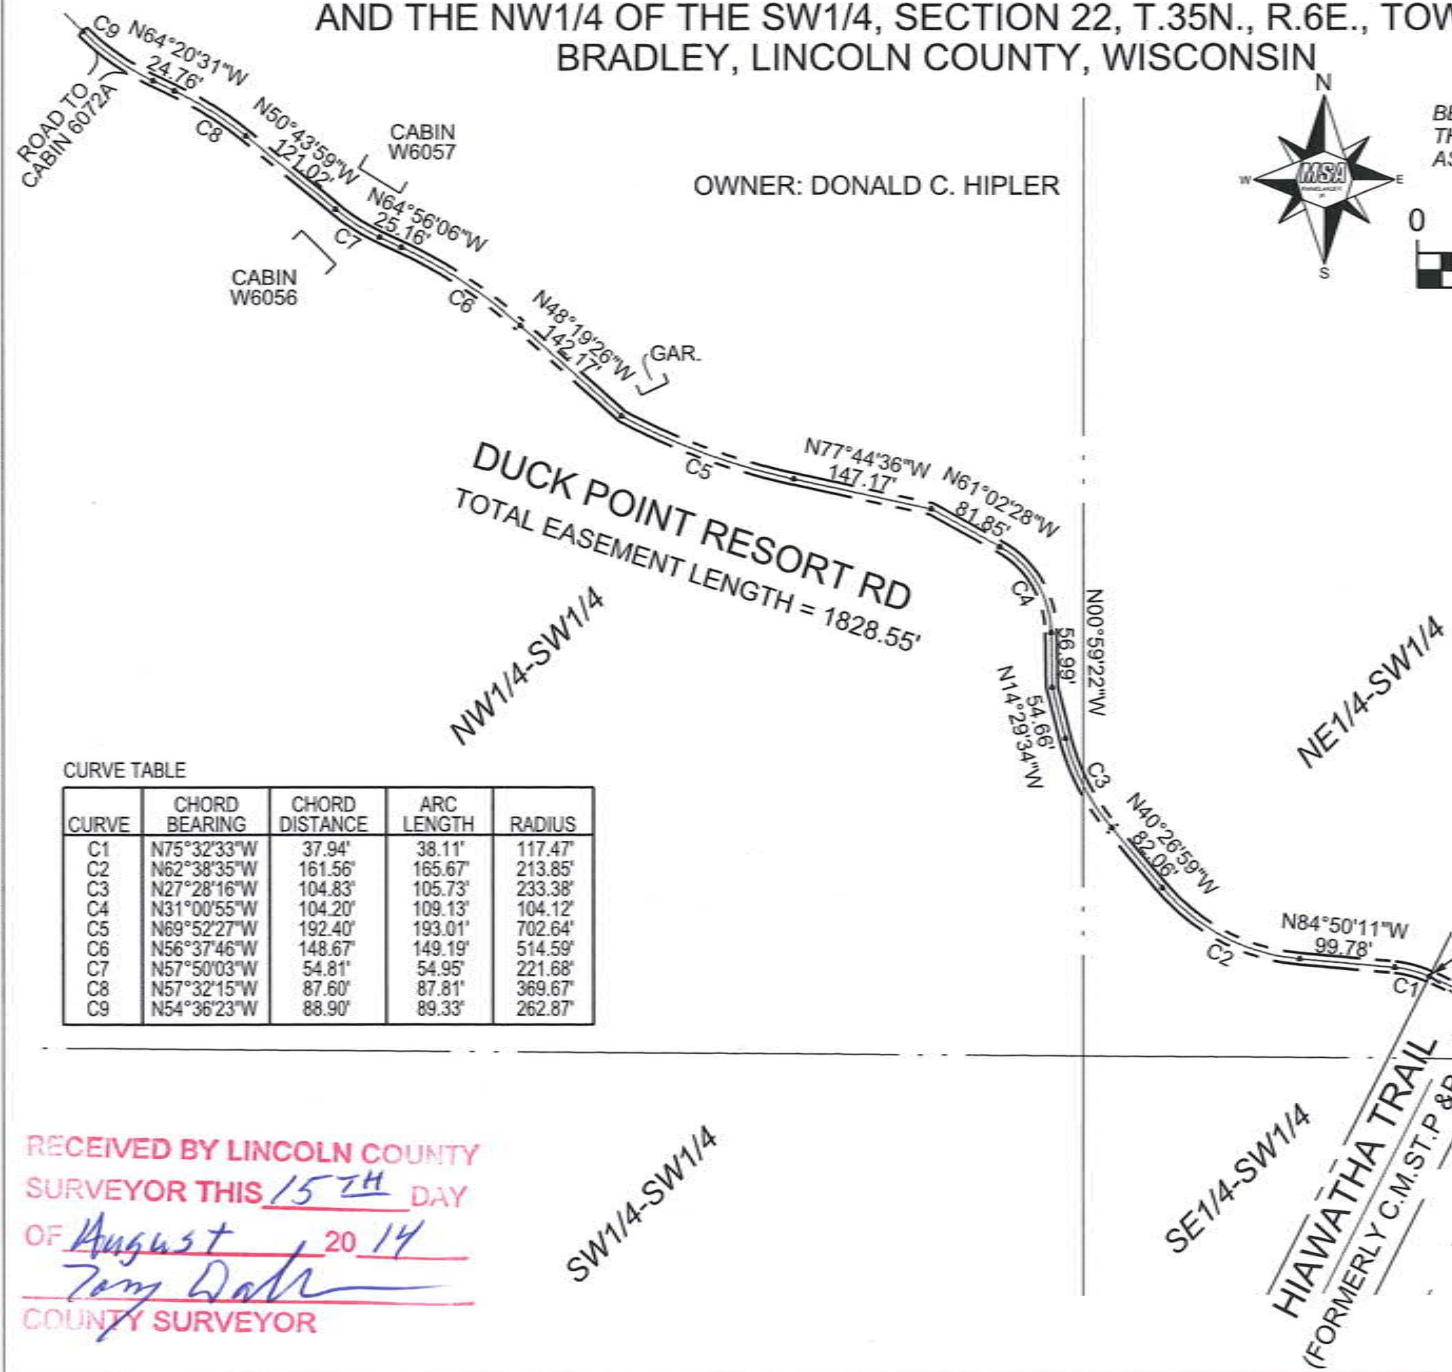 AND THE NW1/4 OF THE SW1/4, SECTION 22, T.35N., R.6E.,
BRADLEY, LINCOLN COUNTY, WISCONSIN
C9
N64°20'31"W
24.76'
ROAD TO
CABIN 6072A
C8
N50°43'59"W
121.02'
CABIN
W6057
N
W
E
S
MSA
0
OWNER: DONALD C. HIPLER
N64°56'06"W
25.16'
C7
CABIN
W6056
C6
N48°19'26"W
142.17'
GAR.
C5
N77°44'36"W
147.17'
N61°02'28"W
81.85'
DUCK POINT RESORT RD
TOTAL EASEMENT LENGTH = 1828.55'
C4
N00°59'22"W
56.99'
54.66'
N14°29'34"W
NW1/4-SW1/4
NE1/4-SW1/4
C3
N40°26'59"W
82.06'
C2
N84°50'11"W
99.78'
C1
CURVE TABLE
CURVE CHORD BEARING CHORD DISTANCE ARC LENGTH RADIUS
C1 N75°32'33"W 37.94' 38.11' 117.47'
C2 N62°38'35"W 161.56' 165.67' 213.85'
C3 N27°28'16"W 104.83' 105.73' 233.38'
C4 N31°00'55"W 104.20' 109.13' 104.12'
C5 N69°52'27"W 192.40' 193.01' 702.64'
C6 N56°37'46"W 148.67' 149.19' 514.59'
C7 N57°50'03"W 54.81' 54.95' 221.68'
C8 N57°32'15"W 87.60' 87.81' 369.67'
C9 N54°36'23"W 88.90' 89.33' 262.87'
HIAWATHA TRAIL
(FORMERLY C.M.ST.P &
SW1/4-SW1/4
SE1/4-SW1/4
RECEIVED BY LINCOLN COUNTY
SURVEYOR THIS 15TH DAY
OF August 20 14
COUNTY SURVEYOR